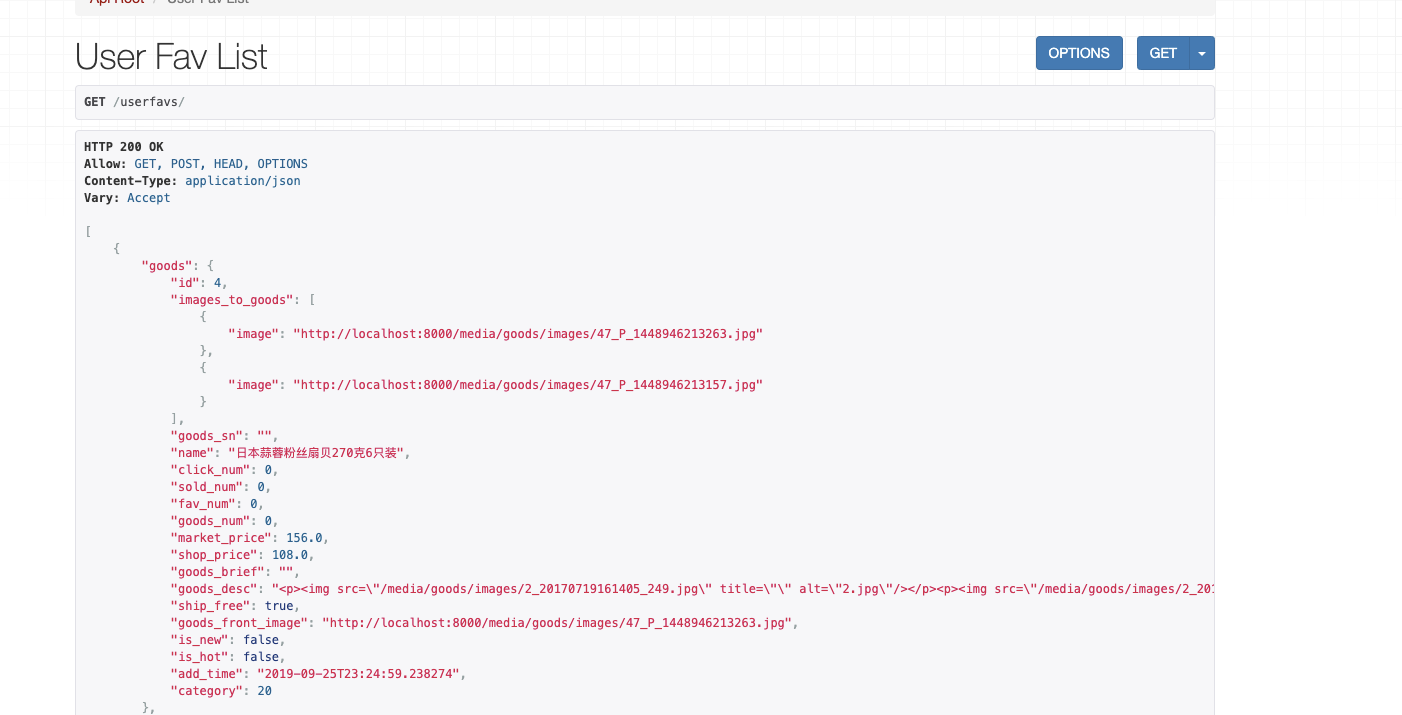 Api Root / User Fav List
User Fav List
OPTIONS
GET
GET /userfavs/
HTTP 200 OK
Allow: GET, POST, HEAD, OPTIONS
Content-Type: application/json
Vary: Accept
[
{
"goods": {
"id": 4,
"images_to_goods": [
{
"image": "http://localhost:8000/media/goods/images/47_P_1448946213263.jpg"
},
{
"image": "http://localhost:8000/media/goods/images/47_P_1448946213157.jpg"
}
],
"goods_sn": "",
"name": "日本蒜蓉粉丝扇贝270克6只装",
"click_num": 0,
"sold_num": 0,
"fav_num": 0,
"goods_num": 0,
"market_price": 156.0,
"shop_price": 108.0,
"goods_brief": "",
"goods_desc": "<p><img src=\"/media/goods/images/2_20170719161405_249.jpg\" title=\"\" alt=\"2.jpg\"/></p><p><img src=\"/media/goods/images/2_201
"ship_free": true,
"goods_front_image": "http://localhost:8000/media/goods/images/47_P_1448946213263.jpg",
"is_new": false,
"is_hot": false,
"add_time": "2019-09-25T23:24:59.238274",
"category": 20
},